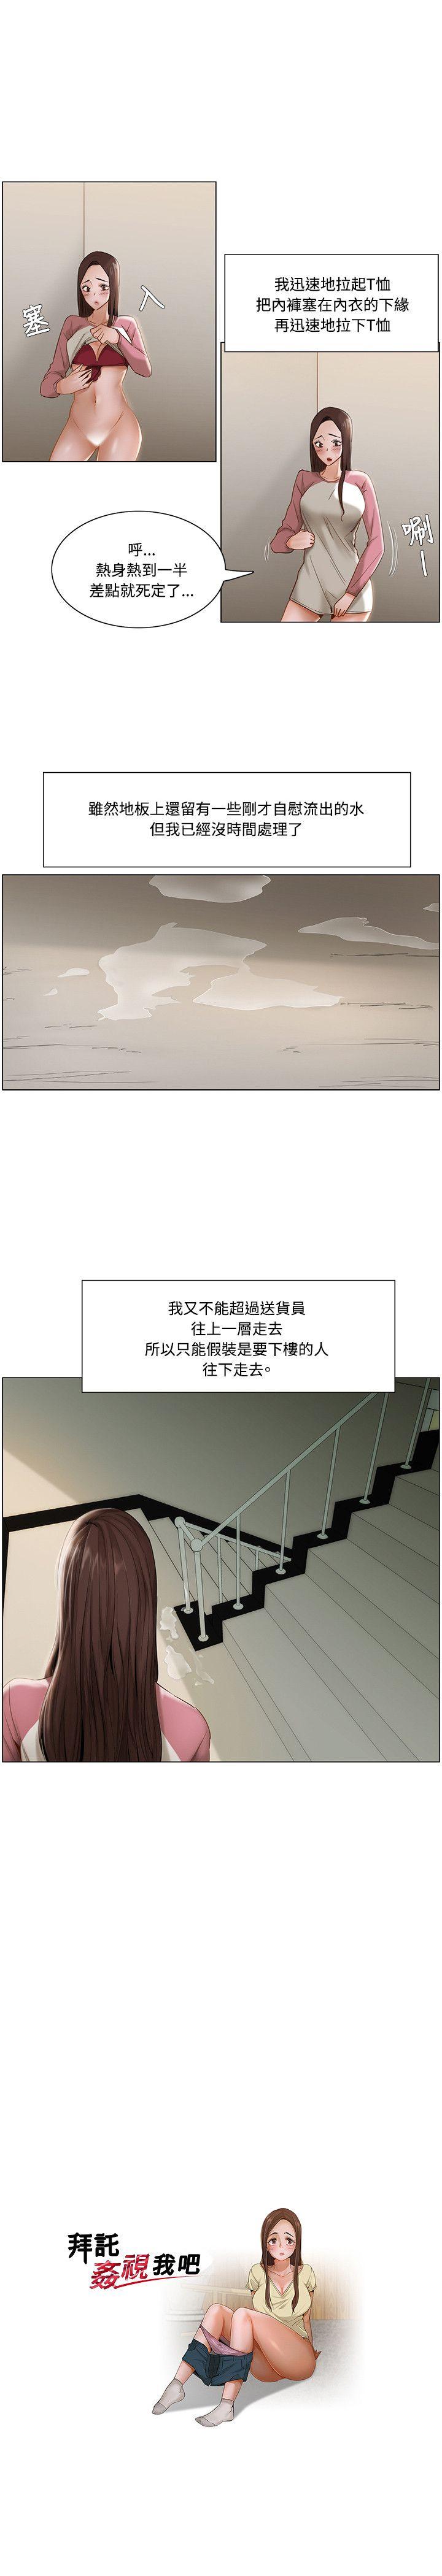 塞
入
我迅速地拉起T恤
把內褲塞在內衣的下緣
再迅速地拉下T恤
唰—
呼...
熱身熱到一半
差點就死定了...
雖然地板上還留有一些剛才自慰流出的水
但我已經沒時間處理了
我又不能超過送貨員
往上一層走去
所以只能假裝是要下樓的人
往下走去。
拜託
姦視我吧